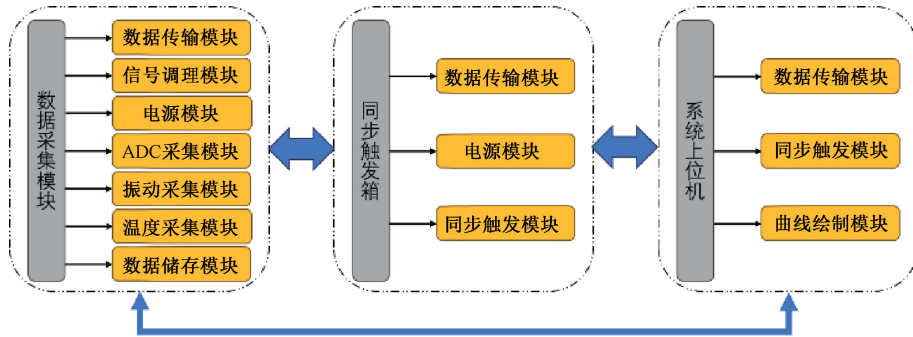 数据采集模块
数据传输模块
信号调理模块
电源模块
ADC采集模块
振动采集模块
温度采集模块
数据储存模块
同步触发箱
数据传输模块
电源模块
同步触发模块
系统上位机
数据传输模块
同步触发模块
曲线绘制模块